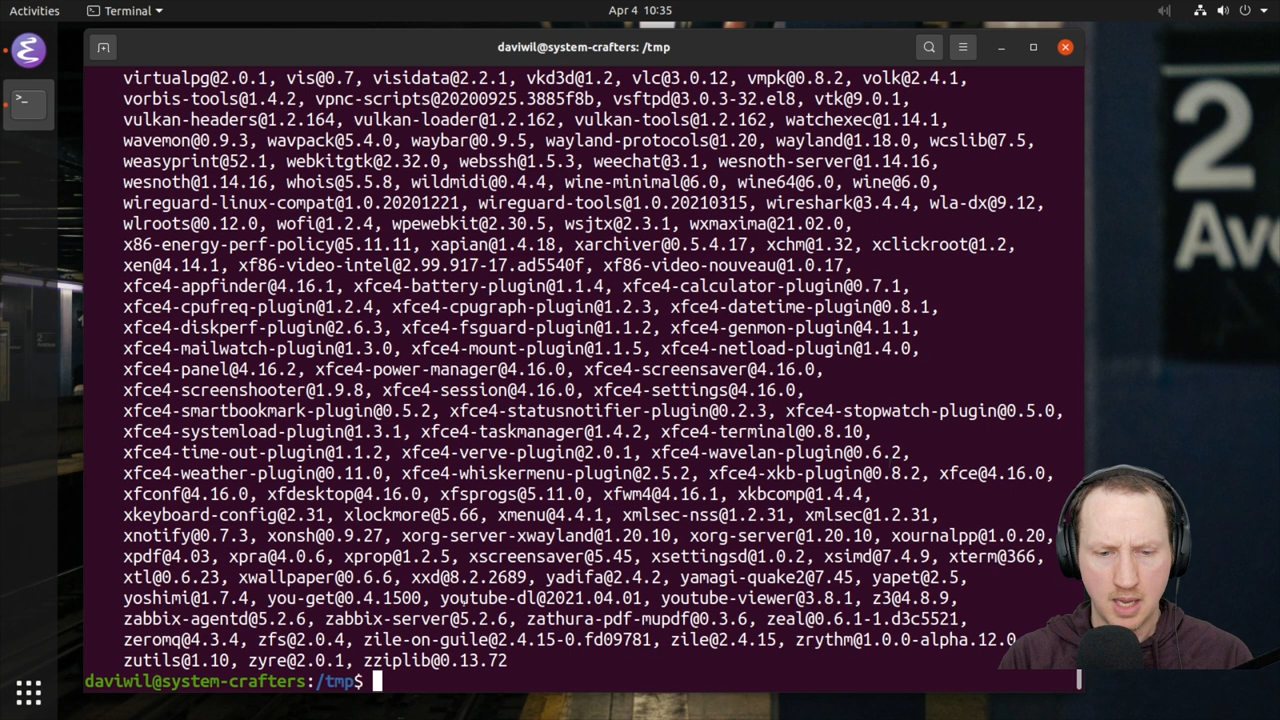 Activities
Terminal
Apr 4 10:35
daviwil@system-crafters: /tmp
virtualpg@2.0.1, vis@0.7, visidata@2.2.1, vkd3d@1.2, vlc@3.0.12, vmpk@0.8.2, volk@2.4.1,
vorbis-tools@1.4.2, vpnc-scripts@20200925.3885f8b, vsftpd@3.0.3-32.el8, vtk@9.0.1,
vulkan-headers@1.2.164, vulkan-loader@1.2.162, vulkan-tools@1.2.162, watchexec@1.14.1,
wavemon@0.9.3, wavpack@5.4.0, waybar@0.9.5, wayland-protocols@1.20, wayland@1.18.0, wcslib@7.5,
weasyprint@52.1, webkitgtk@2.32.0, webssh@1.5.3, weechat@3.1, wesnoth-server@1.14.16,
wesnoth@1.14.16, whois@5.5.8, wildmidi@0.4.4, wine-minimal@6.0, wine64@6.0, wine@6.0,
wireguard-linux-compat@1.0.20201221, wireguard-tools@1.0.20210315, wireshark@3.4.4, wla-dx@9.12,
wlroots@0.12.0, wofi@1.2.4, wpewebkit@2.30.5, wsjtx@2.3.1, wxmaxima@21.02.0,
x86-energy-perf-policy@5.11.11, xapian@1.4.18, xarchiver@0.5.4.17, xchm@1.32, xclickroot@1.2,
xen@4.14.1, xf86-video-intel@2.99.917-17.ad5540f, xf86-video-nouveau@1.0.17,
xfce4-appfinder@4.16.1, xfce4-battery-plugin@1.1.4, xfce4-calculator-plugin@0.7.1,
xfce4-cpufreq-plugin@1.2.4, xfce4-cpugraph-plugin@1.2.3, xfce4-datetime-plugin@0.8.1,
xfce4-diskperf-plugin@2.6.3, xfce4-fsguard-plugin@1.1.2, xfce4-genmon-plugin@4.1.1,
xfce4-mailwatch-plugin@1.3.0, xfce4-mount-plugin@1.1.5, xfce4-netload-plugin@1.4.0,
xfce4-panel@4.16.2, xfce4-power-manager@4.16.0, xfce4-screensaver@4.16.0,
xfce4-screenshooter@1.9.8, xfce4-session@4.16.0, xfce4-settings@4.16.0,
xfce4-smartbookmark-plugin@0.5.2, xfce4-statusnotifier-plugin@0.2.3, xfce4-stopwatch-plugin@0.5.0,
xfce4-systemload-plugin@1.3.1, xfce4-taskmanager@1.4.2, xfce4-terminal@0.8.10,
xfce4-time-out-plugin@1.1.2, xfce4-verve-plugin@2.0.1, xfce4-wavelan-plugin@0.6.2,
xfce4-weather-plugin@0.11.0, xfce4-whiskermenu-plugin@2.5.2, xfce4-xkb-plugin@0.8.2, xfce@4.16.0,
xfconf@4.16.0, xfdesktop@4.16.0, xfsprogs@5.11.0, xfwm4@4.16.1, xkbcomp@1.4.4,
xkeyboard-config@2.31, xlockmore@5.66, xmenu@4.4.1, xmlsec-nss@1.2.31, xmlsec@1.2.31,
xnotify@0.7.3, xonsh@0.9.27, xorg-server-xwayland@1.20.10, xorg-server@1.20.10, xournalpp@1.0.20,
xpdf@4.03, xpra@4.0.6, xprop@1.2.5, xscreensaver@5.45, xsettingsd@1.0.2, xsimd@7.4.9, xterm@366,
xtl@0.6.23, xwallpaper@0.6.6, xxd@8.2.2689, yadifa@2.4.2, yamagi-quake2@7.45, yapet@2.5,
yoshimi@1.7.4, you-get@0.4.1500, youtube-dl@2021.04.01, youtube-viewer@3.8.1, z3@4.8.9,
zabbix-agentd@5.2.6, zabbix-server@5.2.6, zathura-pdf-mupdf@0.3.6, zeal@0.6.1-1.d3c5521,
zeromq@4.3.4, zfs@2.0.4, zile-on-guile@2.4.15-0.fd09781, zile@2.4.15, zrythm@1.0.0-alpha.12.0
zutils@1.10, zyre@2.0.1, zziplib@0.13.72
daviwil@system-crafters:/tmp$
2
Av